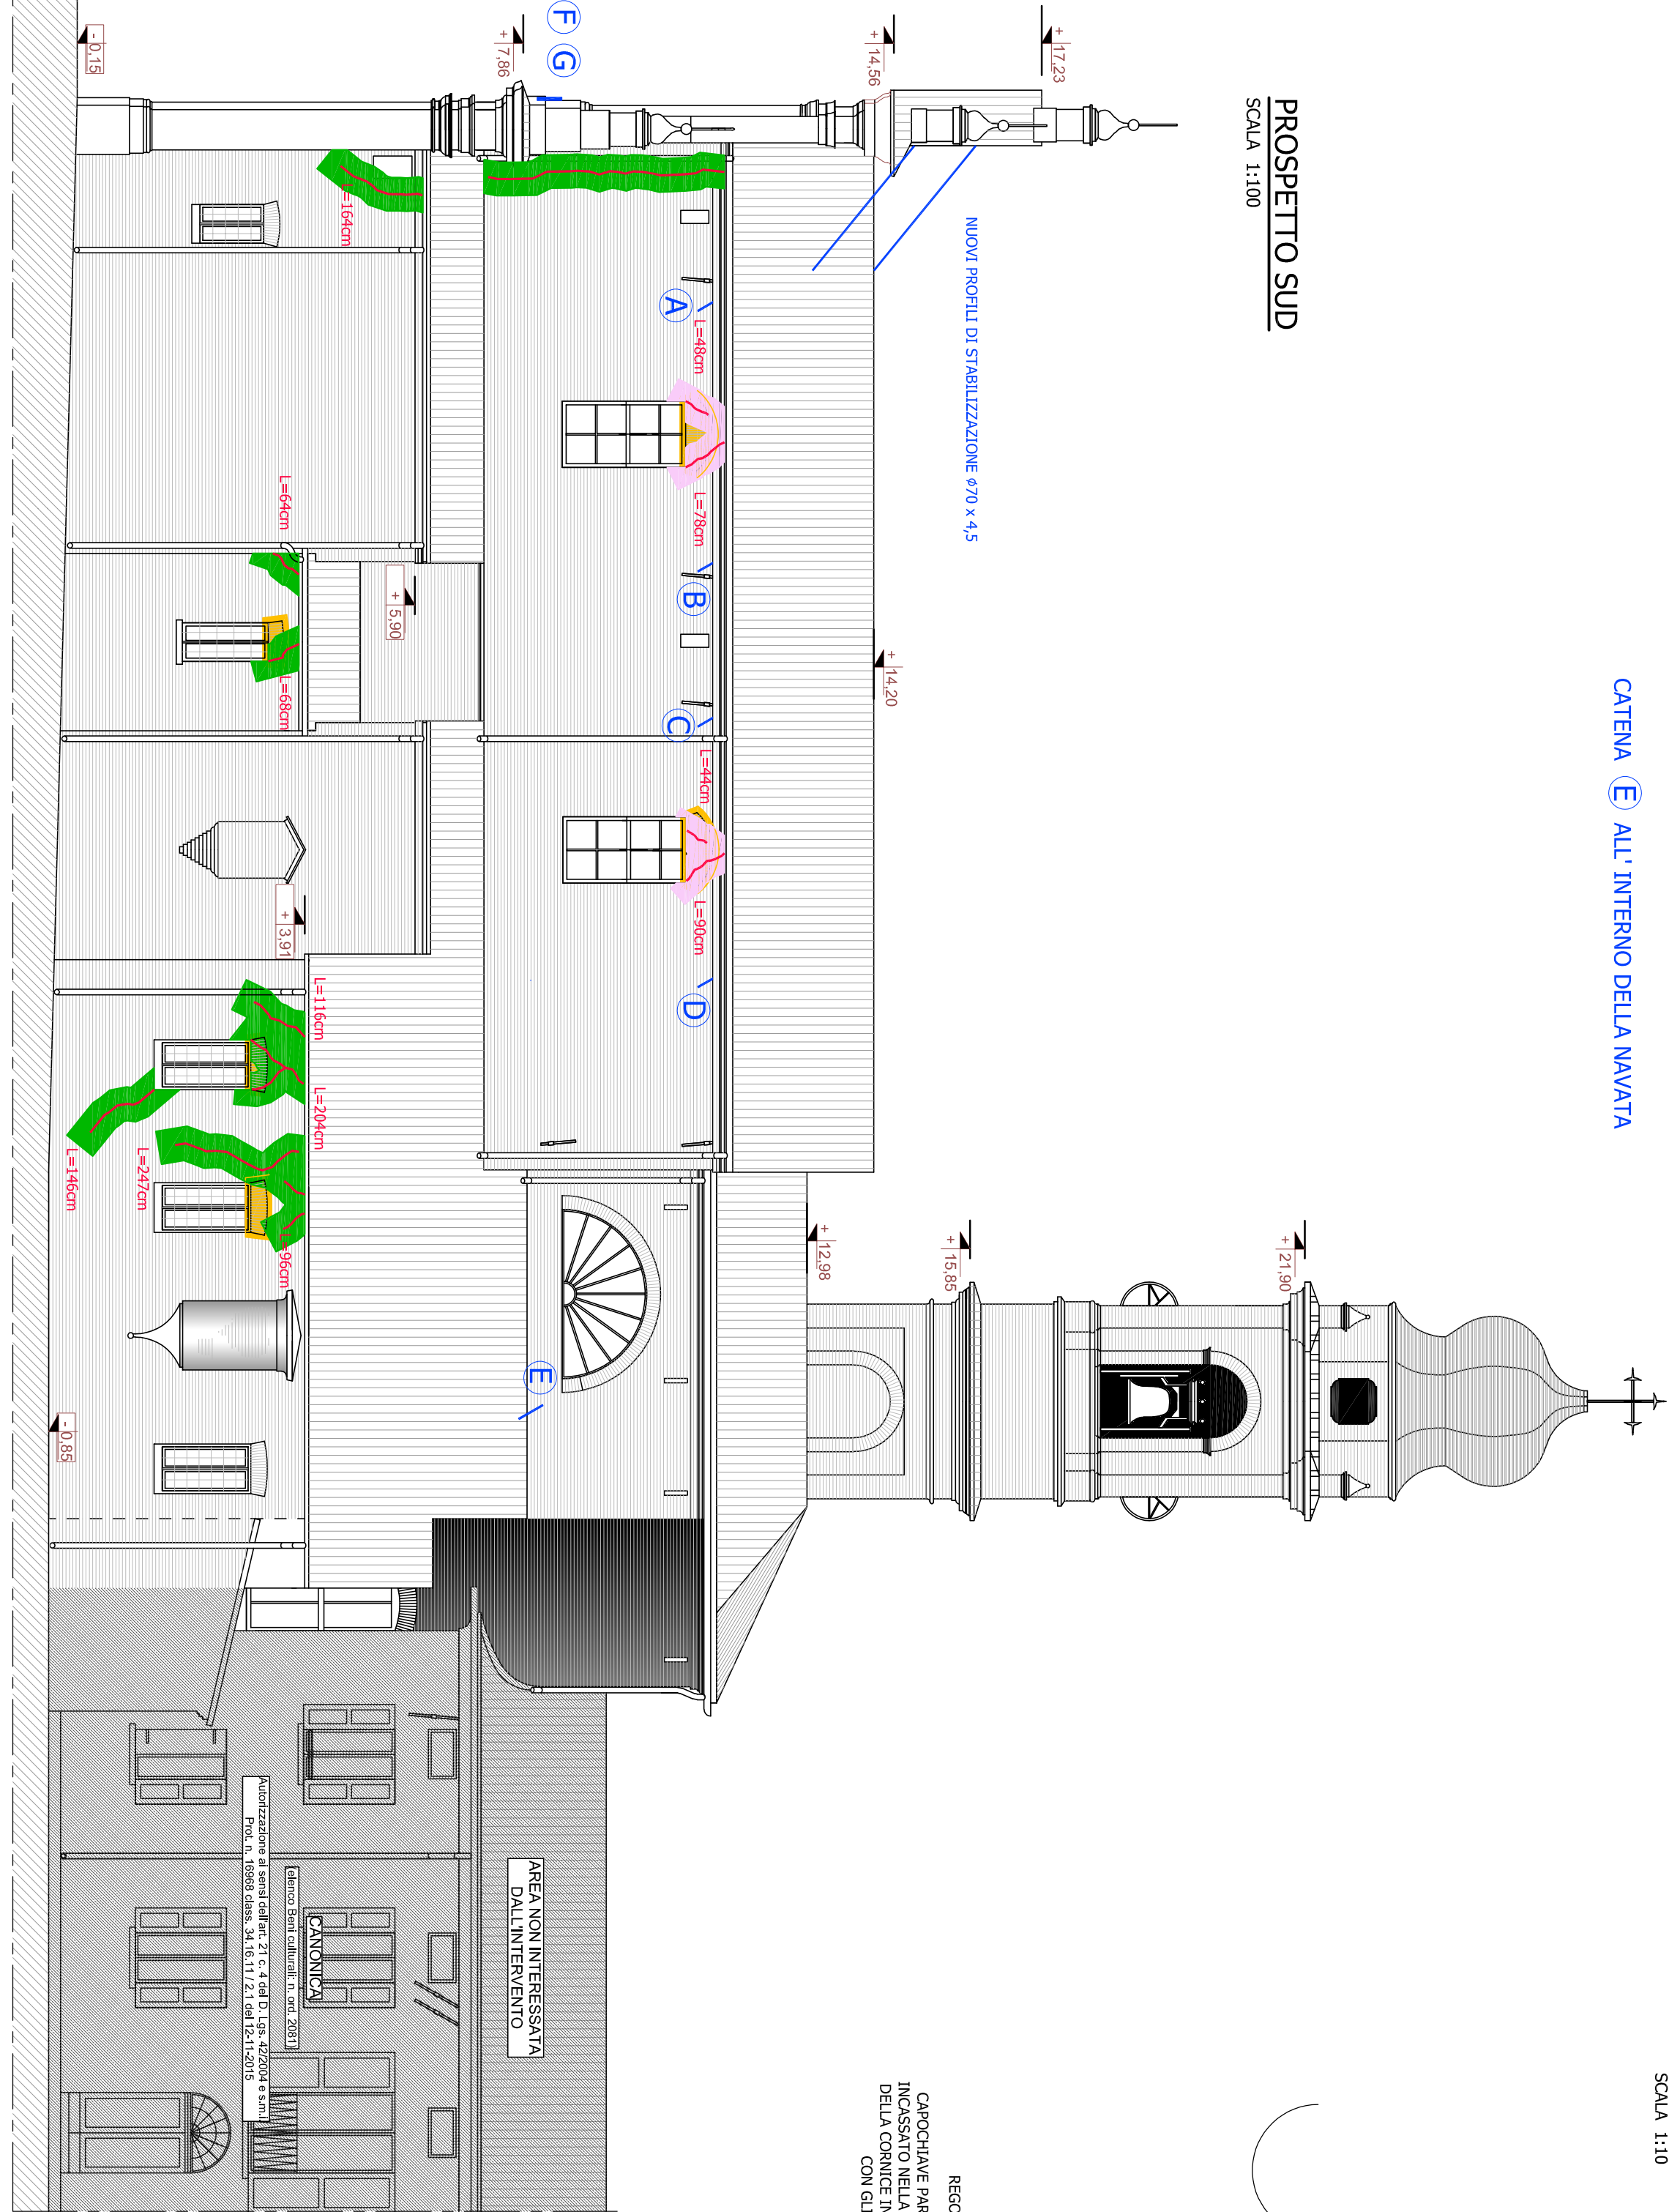 SCALA 1:10
CATENA E ALL' INTERNO DELLA NAVATA
PROSPETTO SUD
SCALA 1:100
+ 17,23
+ 14,56
+ 7,86
- 0,15
F G
NUOVI PROFILI DI STABILIZZAZIONE ø70 x 4,5
+ 14,20
+ 21,90
+ 15,85
+ 12,98
A
L=48cm
L=78cm
B
C
L=44cm
L=90cm
D
E
L=164cm
+ 5,90
L=64cm
L=68cm
+ 3,91
L=116cm
L=204cm
L=96cm
L=247cm
L=146cm
- 0,85
AREA NON INTERESSATA
DALL'INTERVENTO
CANONICA
(elenco Beni culturali: n. ord. 2081)
Autorizzazione ai sensi dell'art. 21 c. 4 del D. Lgs. 42/2004 e s.m.i.
Prot. n. 16968 class. 34.16.11 / 2.1 del 12-11-2015
REGO
CAPOCHIAVE PAR
INCASSATO NELLA
DELLA CORNICE IN
CON GLI